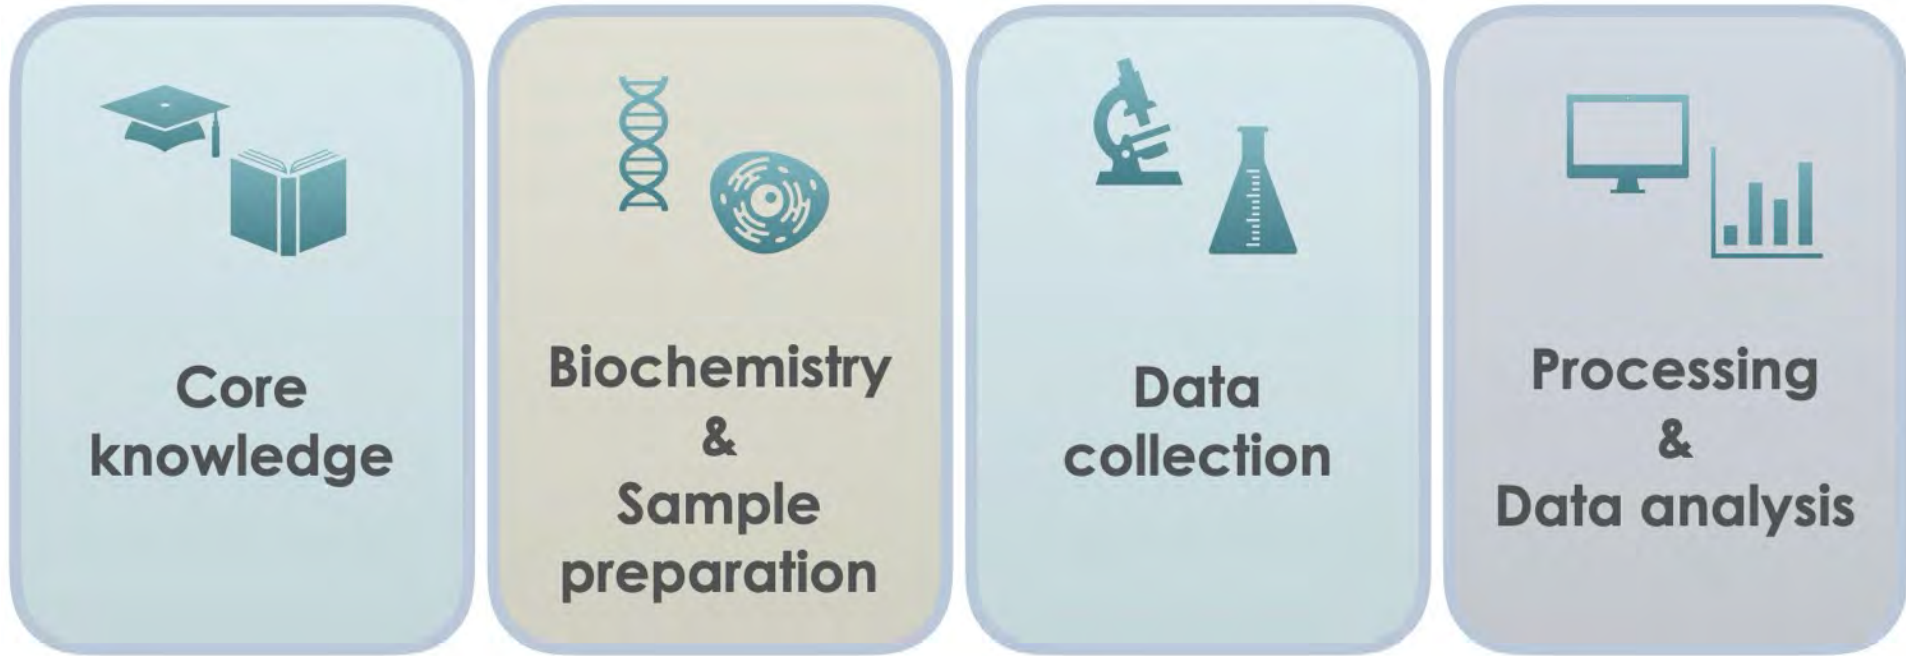 Core
knowledge
Biochemistry
&
Sample
preparation
Data
collection
Processing
&
Data analysis